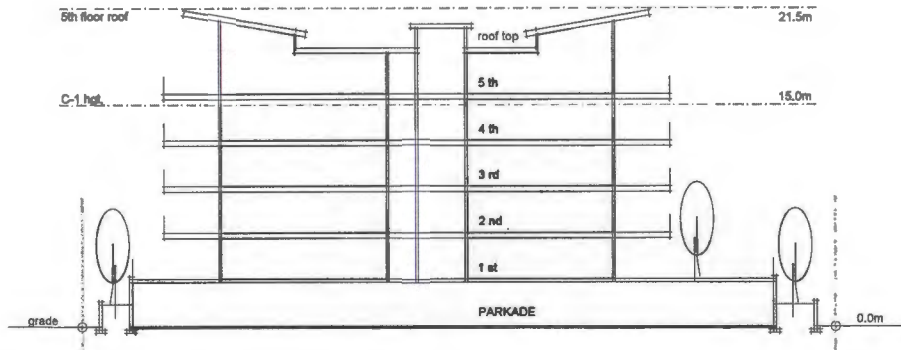 5th floor roof
21.5m
roof top
5 th
C-1 hgt.
15.0m
4 th
3 rd
2 nd
1 st
PARKADE
grade
0.0m